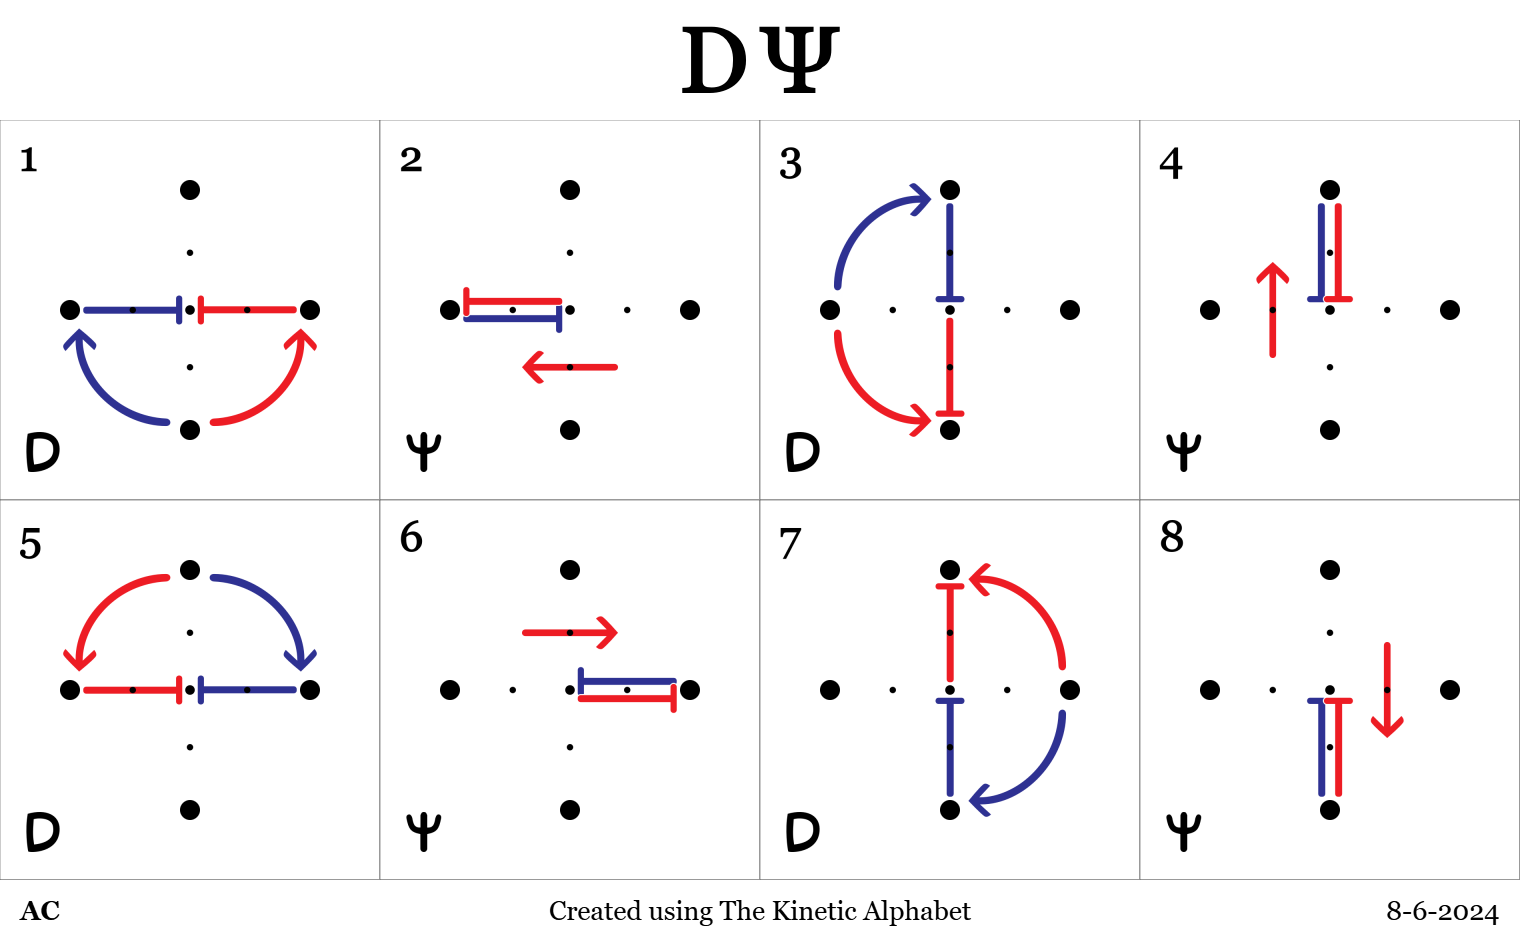 DΨ
1 2 3 4
D Ψ D Ψ
5 6 7 8
D Ψ D Ψ
AC Created using The Kinetic Alphabet 8-6-2024